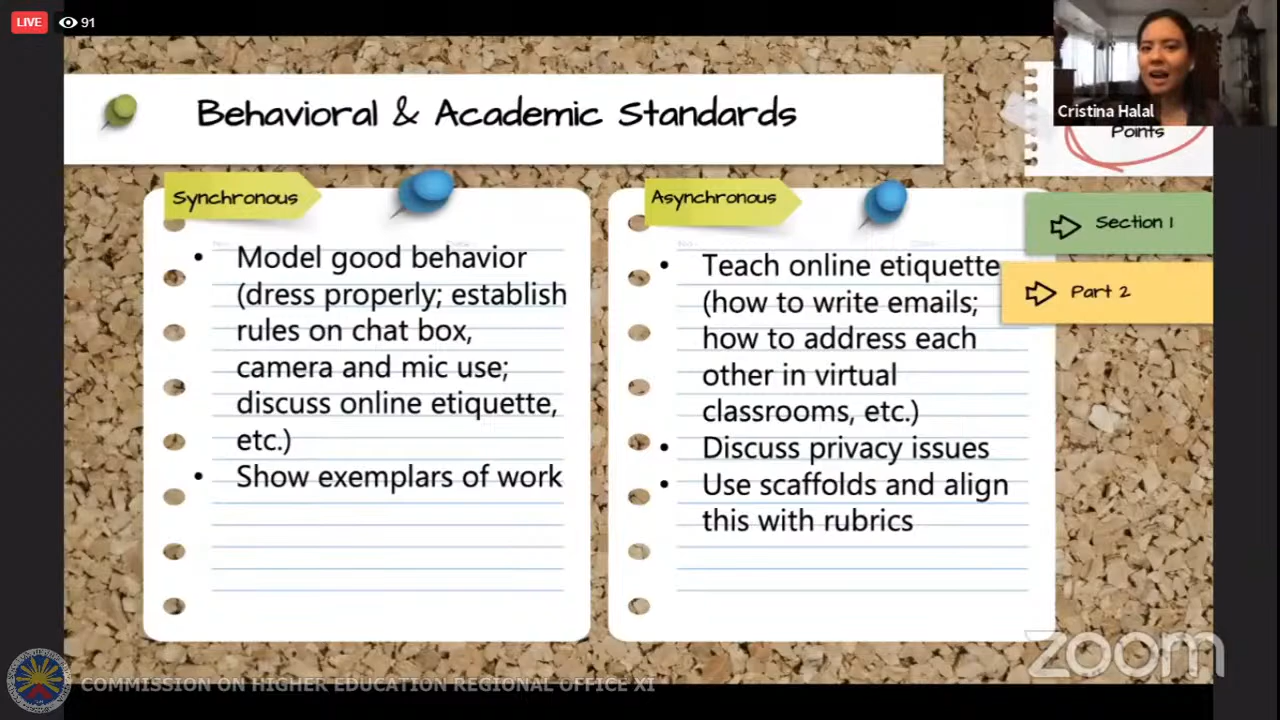 LIVE 91
Cristina Halal
Points
Behavioral & Academic Standards
Synchronous
• Model good behavior
(dress properly; establish
rules on chat box,
camera and mic use;
discuss online etiquette,
etc.)
• Show exemplars of work
Asynchronous
• Teach online etiquette
(how to write emails;
how to address each
other in virtual
classrooms, etc.)
• Discuss privacy issues
• Use scaffolds and align
this with rubrics
Section 1
Part 2
zoom
COMMISSION ON HIGHER EDUCATION REGIONAL OFFICE XI